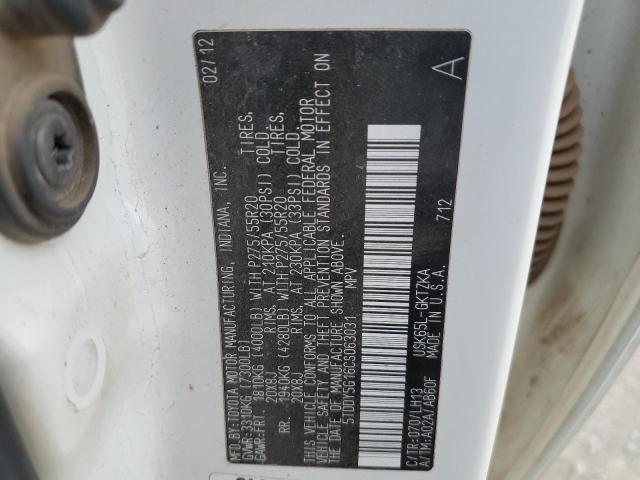 MFD. BY: TOYOTA MOTOR MANUFACTURING, INDIANA, INC. 02/12
GVWR: 3310KG (7300LB)
GAWR: FRT. 1810KG (4000LB) WITH P275/55R20 TIRES,
20X8J RIMS, AT 210KPA (30PSI) COLD.
RR. 1940KG (4280LB) WITH P275/55R20 TIRES,
20X8J RIMS, AT 230KPA (33PSI) COLD.
THIS VEHICLE CONFORMS TO ALL APPLICABLE FEDERAL MOTOR
VEHICLE SAFETY AND THEFT PREVENTION STANDARDS IN EFFECT ON
THE DATE OF MANUFACTURE SHOWN ABOVE.
5TDDY5G16CS063031 MPV
A
712
C/TR:070/LH13 USK65L-GKTZKA
A/TM:A02A/AB60F MADE IN U.S.A.